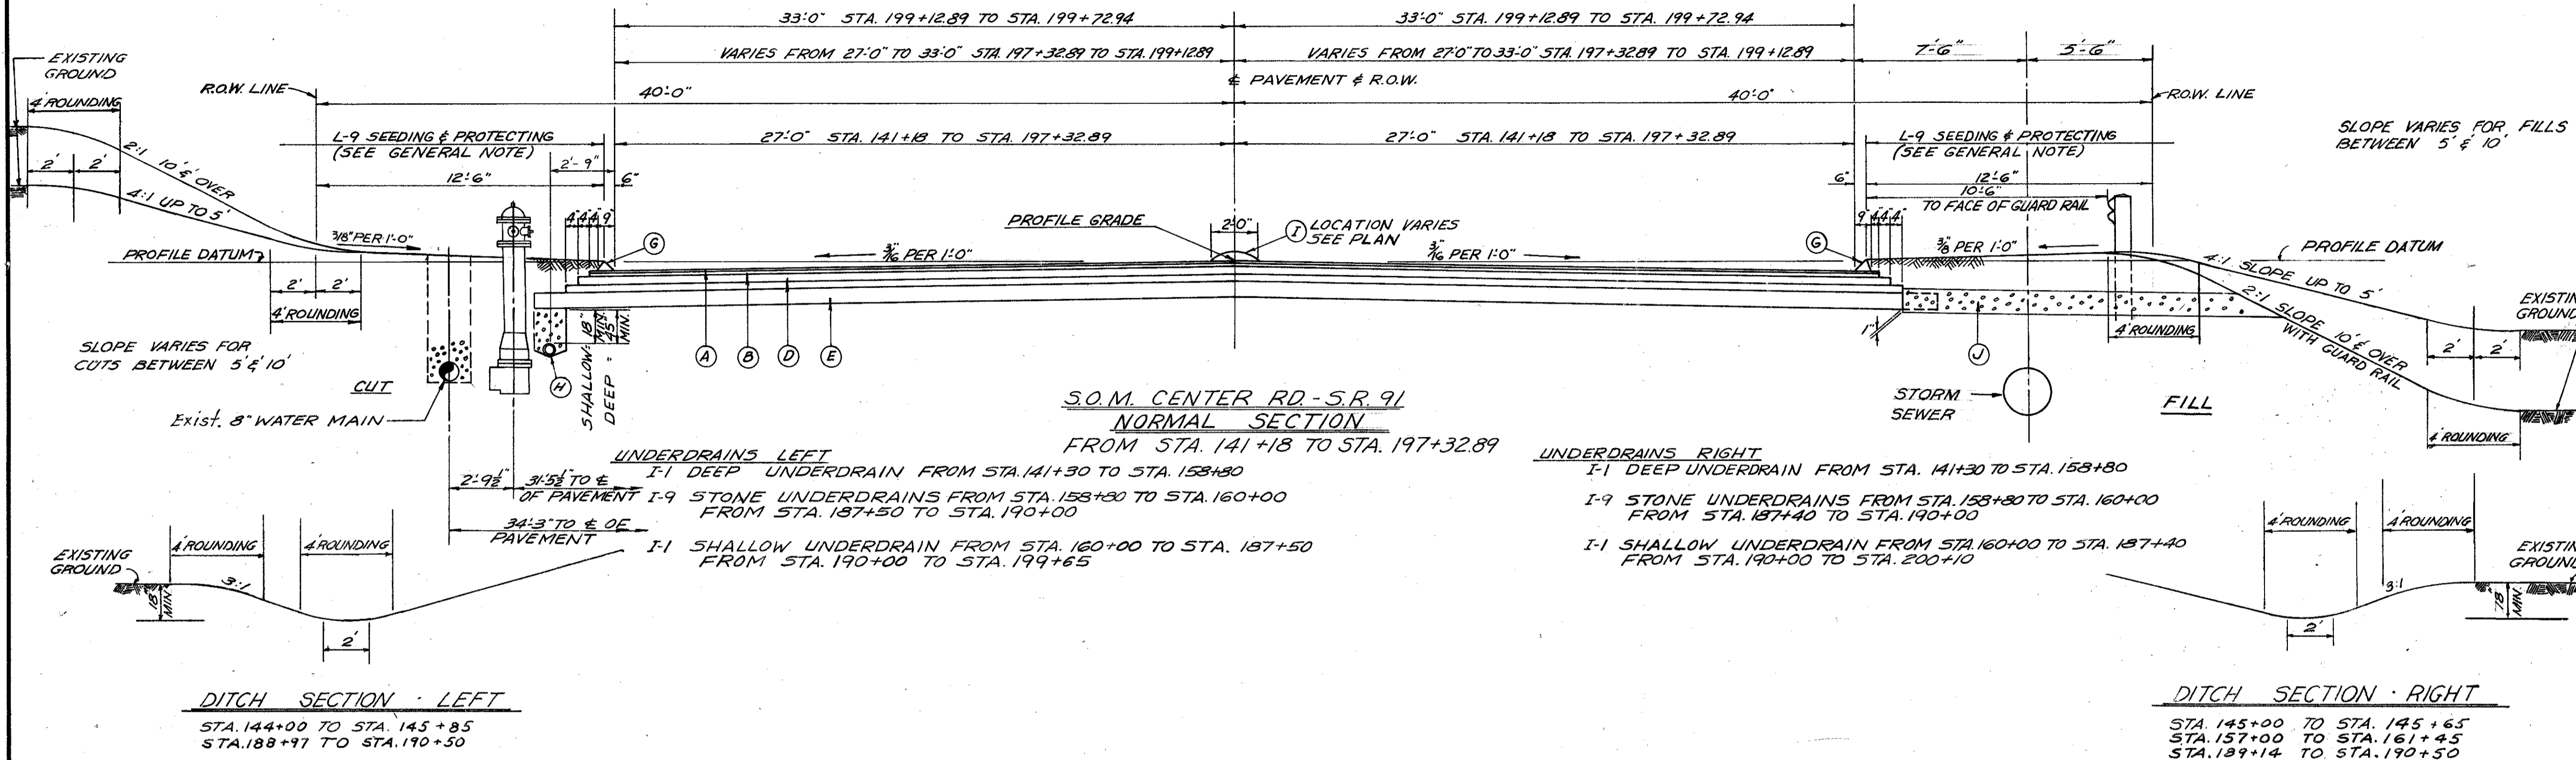 33'-0" STA. 199+12.89 TO STA. 199+72.94
33'-0" STA. 199+12.89 TO STA. 199+72.94
VARIES FROM 27'-0" TO 33'-0" STA. 197+32.89 TO STA. 199+12.89
VARIES FROM 27'-0" TO 33'-0" STA. 197+32.89 TO STA. 199+12.89
7'-6"
5'-6"
EXISTING
GROUND
℄ PAVEMENT & R.O.W.
R.O.W. LINE
40'-0"
40'-0"
R.O.W. LINE
4' ROUNDING
L-9 SEEDING & PROTECTING
(SEE GENERAL NOTE)
27'-0" STA. 141+18 TO STA. 197+32.89
27'-0" STA. 141+18 TO STA. 197+32.89
L-9 SEEDING & PROTECTING
(SEE GENERAL NOTE)
SLOPE VARIES FOR FILLS
BETWEEN 5' & 10'
2'
2'
2:1 10' & OVER
4:1 UP TO 5'
12'-6"
2'-9"
6"
6"
12'-6"
10'-6"
TO FACE OF GUARD RAIL
4" 4" 4" 9"
PROFILE GRADE
2'-0"
I
LOCATION VARIES
SEE PLAN
9" 4" 4" 4"
3/8" PER 1'-0"
G
3/16" PER 1'-0"
3/16" PER 1'-0"
G
3/8" PER 1'-0"
PROFILE DATUM
PROFILE DATUM
2'
2'
4' ROUNDING
4:1 SLOPE UP TO 5'
2:1 SLOPE 10' & OVER
WITH GUARD RAIL
4' ROUNDING
EXISTIN
GROUND
2'
2'
4' ROUNDING
SLOPE VARIES FOR
CUTS BETWEEN 5' & 10'
CUT
Exist. 8" WATER MAIN
H
SHALLOW = 18" MIN.
DEEP = 45" MIN.
A
B
D
E
1"
J
STORM
SEWER
FILL
S.O.M. CENTER RD. - S.R. 91
NORMAL SECTION
FROM STA. 141+18 TO STA. 197+32.89
2'-9½"
31'-5½" TO ℄
OF PAVEMENT
34'-3" TO ℄ OF
PAVEMENT
UNDERDRAINS LEFT
I-1 DEEP UNDERDRAIN FROM STA. 141+30 TO STA. 158+80
I-9 STONE UNDERDRAINS FROM STA. 158+80 TO STA. 160+00
FROM STA. 187+50 TO STA. 190+00
I-1 SHALLOW UNDERDRAIN FROM STA. 160+00 TO STA. 187+50
FROM STA. 190+00 TO STA. 199+65
UNDERDRAINS RIGHT
I-1 DEEP UNDERDRAIN FROM STA. 141+30 TO STA. 158+80
I-9 STONE UNDERDRAINS FROM STA. 158+80 TO STA. 160+00
FROM STA. 187+40 TO STA. 190+00
I-1 SHALLOW UNDERDRAIN FROM STA. 160+00 TO STA. 187+40
FROM STA. 190+00 TO STA. 200+10
EXISTING
GROUND
4' ROUNDING
4' ROUNDING
3:1
18" MIN.
2'
4' ROUNDING
4' ROUNDING
3:1
EXISTIN
GROUND
MIN.
2'
DITCH SECTION · LEFT
STA. 144+00 TO STA. 145+85
STA. 188+97 TO STA. 190+50
DITCH SECTION · RIGHT
STA. 145+00 TO STA. 145+65
STA. 157+00 TO STA. 161+45
STA. 189+14 TO STA. 190+50